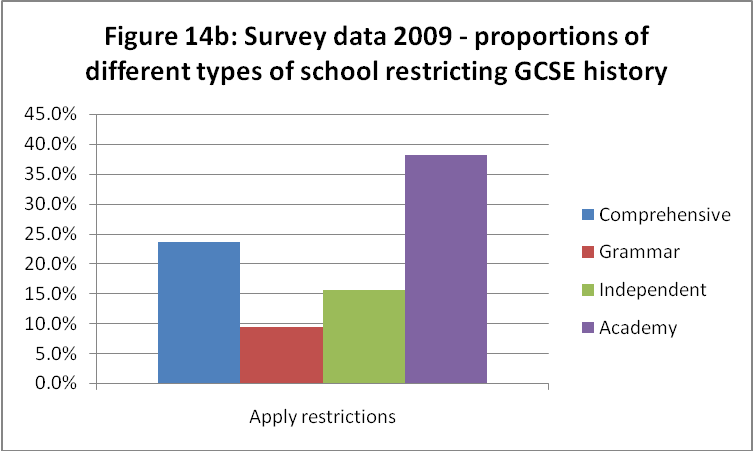 Figure 14b: Survey data 2009 - proportions of
different types of school restricting GCSE history
45.0%
40.0%
35.0%
30.0%
25.0%
20.0%
15.0%
10.0%
5.0%
0.0%
Apply restrictions
Comprehensive
Grammar
Independent
Academy